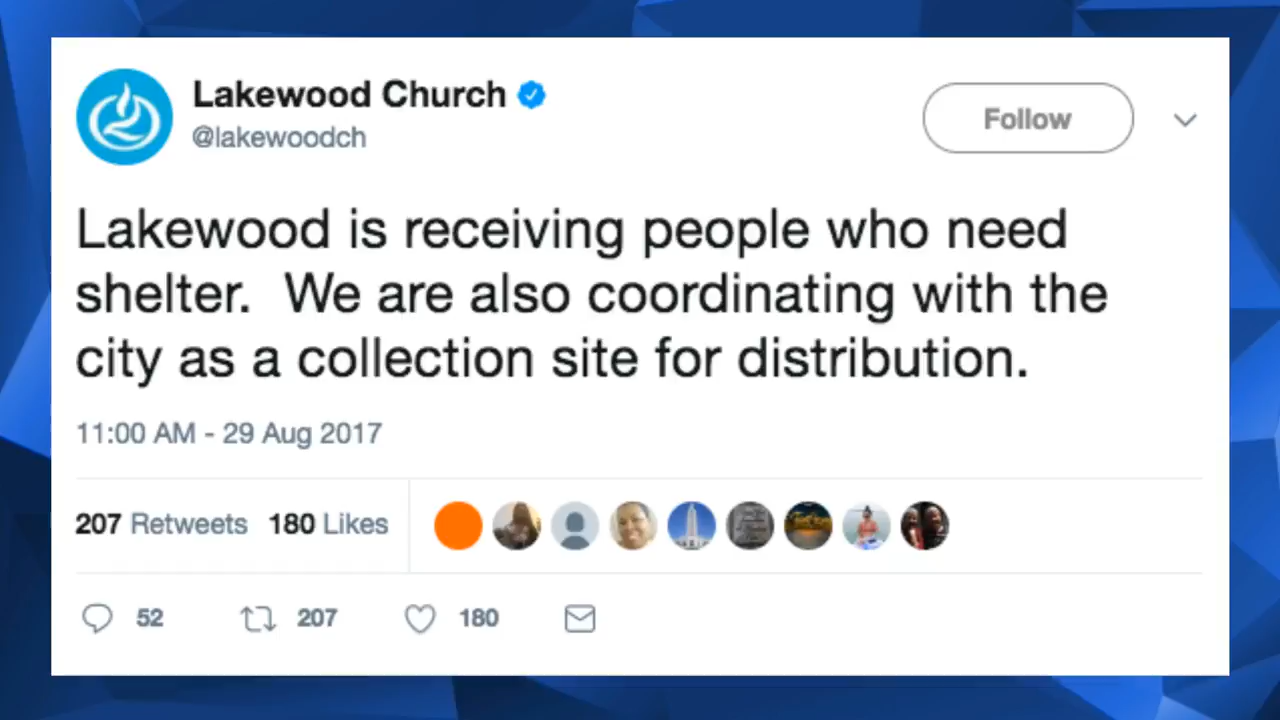 Lakewood Church
@lakewoodch
Follow
Lakewood is receiving people who need
shelter.  We are also coordinating with the
city as a collection site for distribution.
11:00 AM - 29 Aug 2017
207 Retweets 180 Likes
52 207 180